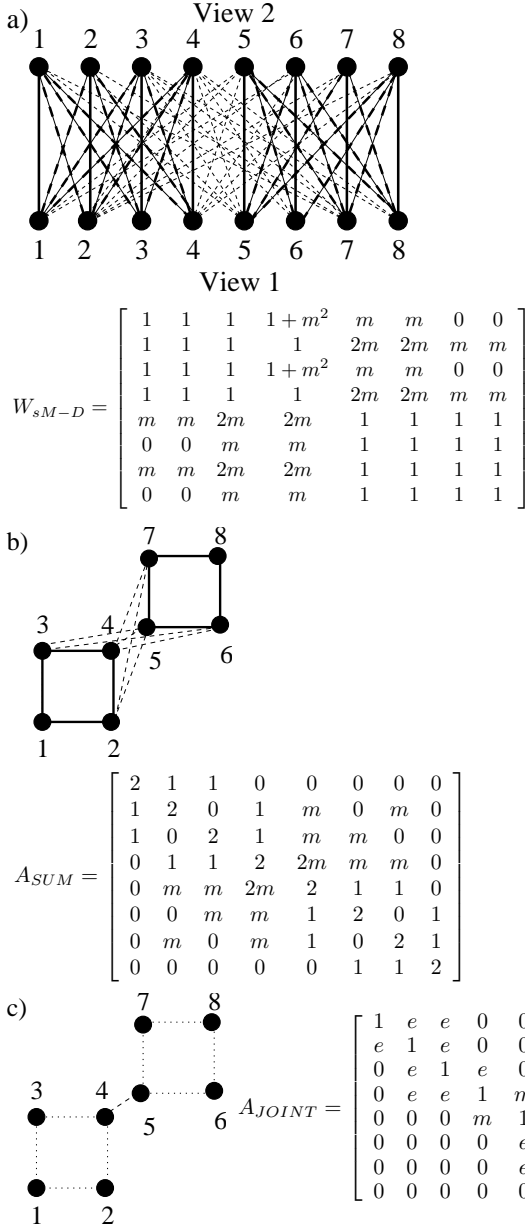 a)
View 2
1 2 3 4 5 6 7 8
1 2 3 4 5 6 7 8
View 1
W_{sM−D} =
1 1 1 1 + m² m m 0 0
1 1 1 1 2m 2m m m
1 1 1 1 + m² m m 0 0
1 1 1 1 2m 2m m m
m m 2m 2m 1 1 1 1
0 0 m m 1 1 1 1
m m 2m 2m 1 1 1 1
0 0 m m 1 1 1 1
b)
7 8
3 4
5 6
1 2
A_{SUM} =
2 1 1 0 0 0 0 0
1 2 0 1 m 0 m 0
1 0 2 1 m m 0 0
0 1 1 2 2m m m 0
0 m m 2m 2 1 1 0
0 0 m m 1 2 0 1
0 m 0 m 1 0 2 1
0 0 0 0 0 1 1 2
c)
7 8
3 4
5 6
1 2
A_{JOINT} =
1 e e 0 0
e 1 e 0 0
0 e 1 e 0
0 e e 1 m
0 0 0 m 1
0 0 0 0 e
0 0 0 0 e
0 0 0 0 0